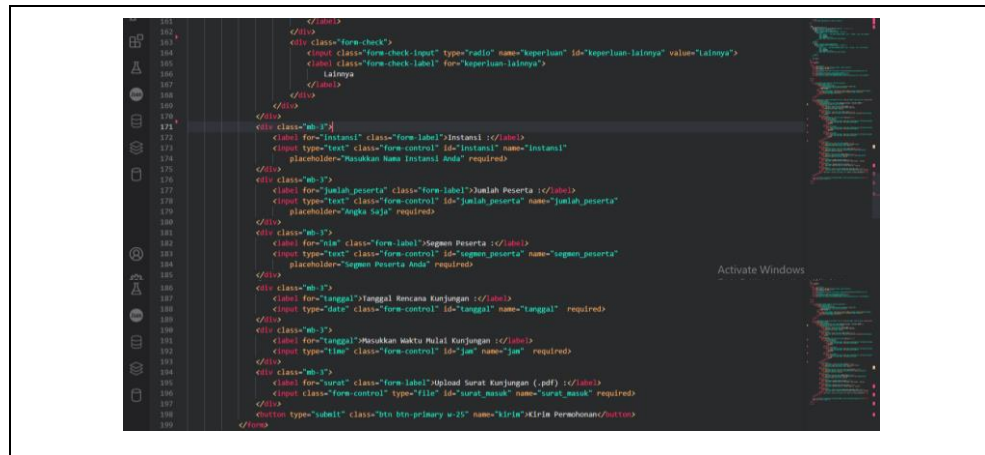 161 </label>
162 </div>
163 <div class="form-check">
164 <input class="form-check-input" type="radio" name="keperluan" id="keperluan-lainnya" value="Lainnya">
165 <label class="form-check-label" for="keperluan-lainnya">
166 Lainnya
167 </label>
168 </div>
169 </div>
170 </div>
171 <div class="mb-3">
172 <label for="instansi" class="form-label">Instansi :</label>
173 <input type="text" class="form-control" id="instansi" name="instansi"
174 placeholder="Masukkan Nama Instansi Anda" required>
175 </div>
176 <div class="mb-3">
177 <label for="jumlah_peserta" class="form-label">Jumlah Peserta :</label>
178 <input type="text" class="form-control" id="jumlah_peserta" name="jumlah_peserta"
179 placeholder="Angka Saja" required>
180 </div>
181 <div class="mb-3">
182 <label for="nim" class="form-label">Segmen Peserta :</label>
183 <input type="text" class="form-control" id="segmen_peserta" name="segmen_peserta"
184 placeholder="Segmen Peserta Anda" required>
185 </div>
Activate Windows
186 <div class="mb-3">
187 <label for="tanggal">Tanggal Rencana Kunjungan :</label>
188 <input type="date" class="form-control" id="tanggal" name="tanggal" required>
189 </div>
190 <div class="mb-3">
191 <label for="tanggal">Masukkan Waktu Mulai Kunjungan :</label>
192 <input type="time" class="form-control" id="jam" name="jam" required>
193 </div>
194 <div class="mb-3">
195 <label for="surat" class="form-label">Upload Surat Kunjungan (.pdf) :</label>
196 <input class="form-control" type="file" id="surat_masuk" name="surat_masuk" required>
197 </div>
198 <button type="submit" class="btn btn-primary w-25" name="kirim">Kirim Permohonan</button>
199 </form>